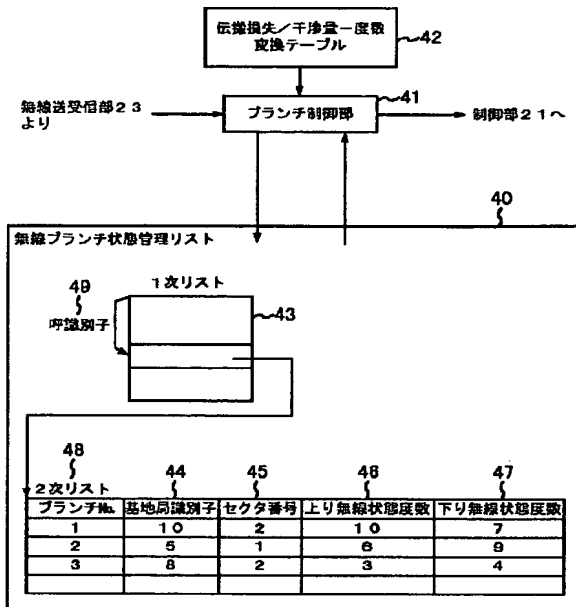 伝搬損失／干渉量－度数
変換テーブル
42
41
無線送受信部２３
より
ブランチ制御部
制御部２１へ
40
無線ブランチ状態管理リスト
1次リスト
49
呼識別子
43
48
44
45
46
47
2次リスト
ブランチNo. 基地局識別子 セクタ番号 上り無線状態度数 下り無線状態度数
1 10 2 10 7
2 5 1 6 9
3 8 2 3 4